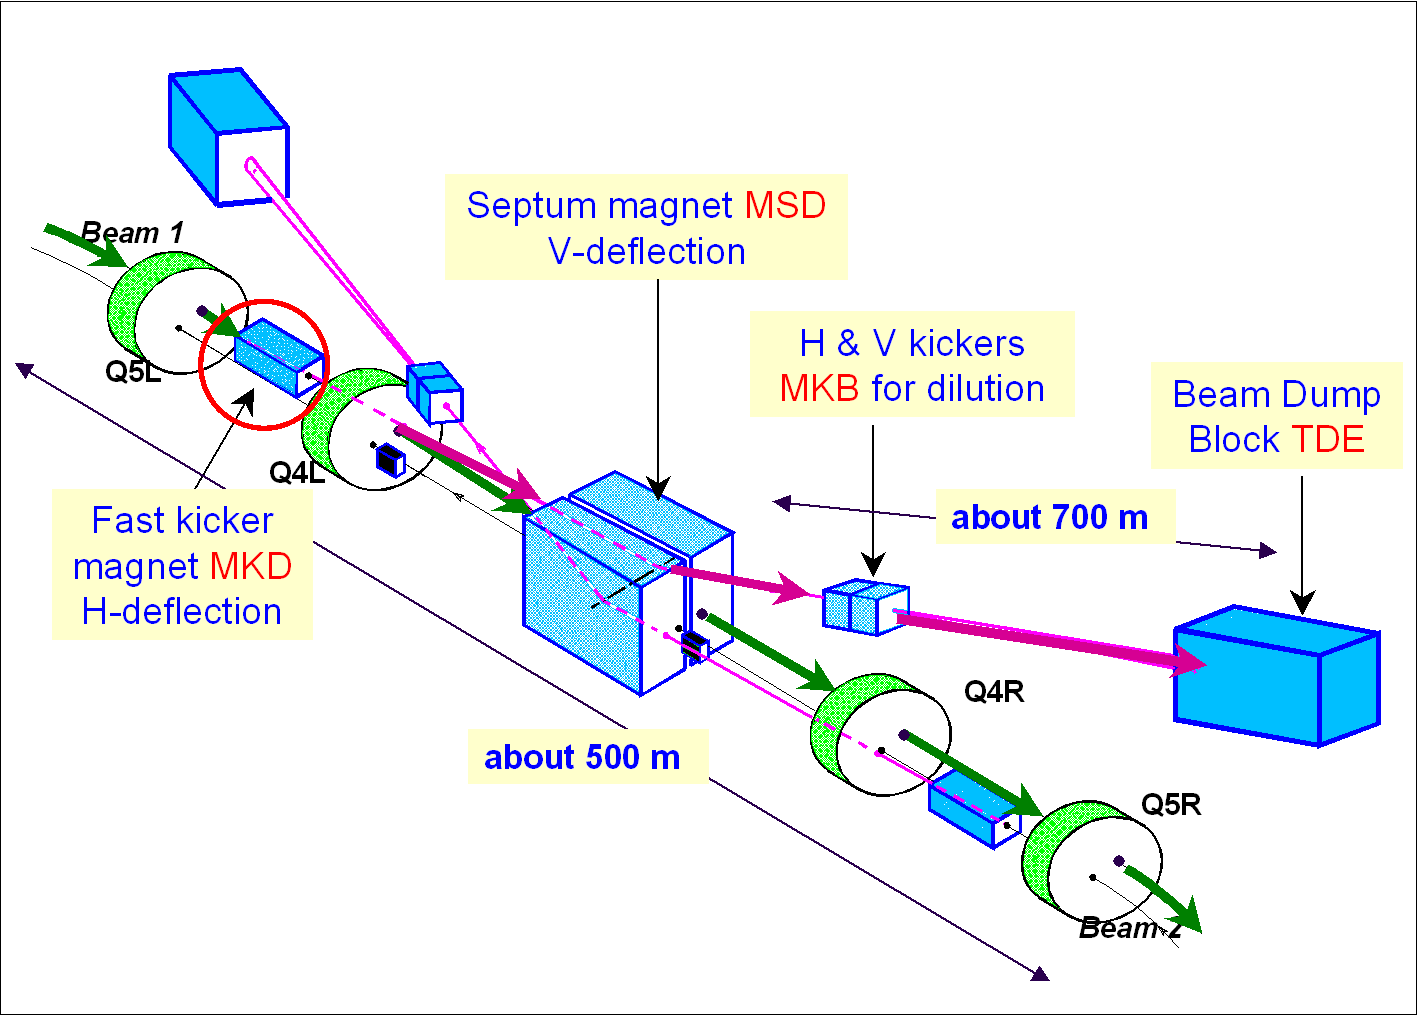 Beam 1
Septum magnet MSD
V-deflection
H & V kickers
MKB for dilution
Beam Dump
Block TDE
Q5L
Q4L
Fast kicker
magnet MKD
H-deflection
about 700 m
about 500 m
Q4R
Q5R
Beam 2